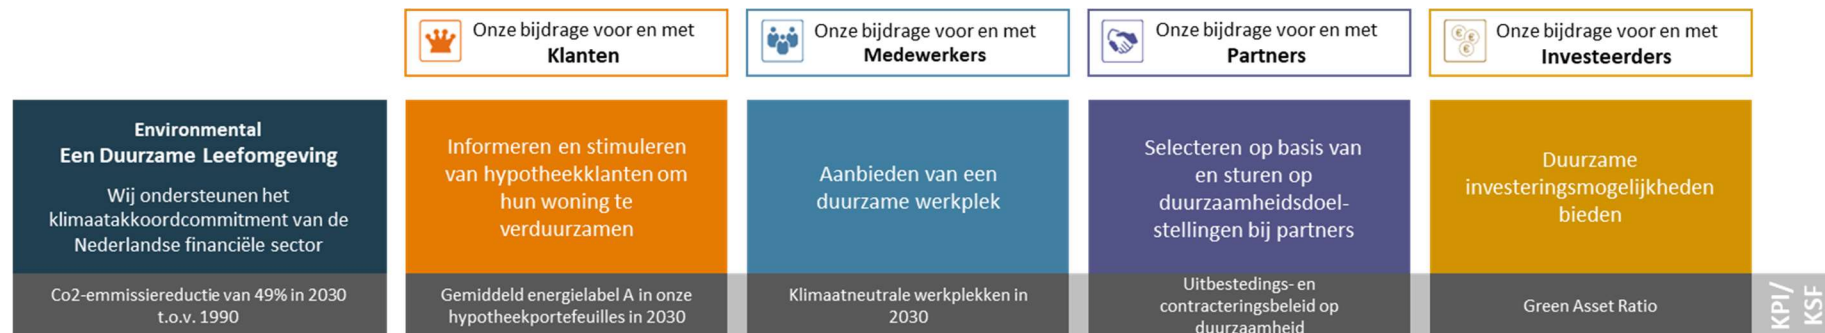 Onze bijdrage voor en met
Klanten
Onze bijdrage voor en met
Medewerkers
Onze bijdrage voor en met
Partners
Onze bijdrage voor en met
Investeerders
Environmental
Een Duurzame Leefomgeving
Wij ondersteunen het
klimaatakkoordcommitment van de
Nederlandse financiële sector
Informeren en stimuleren
van hypotheekklanten om
hun woning te
verduurzamen
Aanbieden van een
duurzame werkplek
Selecteren op basis van
en sturen op
duurzaamheidsdoel-
stellingen bij partners
Duurzame
investeringsmogelijkheden
bieden
Co2-emmissiereductie van 49% in 2030
t.o.v. 1990
Gemiddeld energielabel A in onze
hypotheekportefeuilles in 2030
Klimaatneutrale werkplekken in
2030
Uitbestedings- en
contracteringsbeleid op
duurzaamheid
Green Asset Ratio
KPI/
KSF